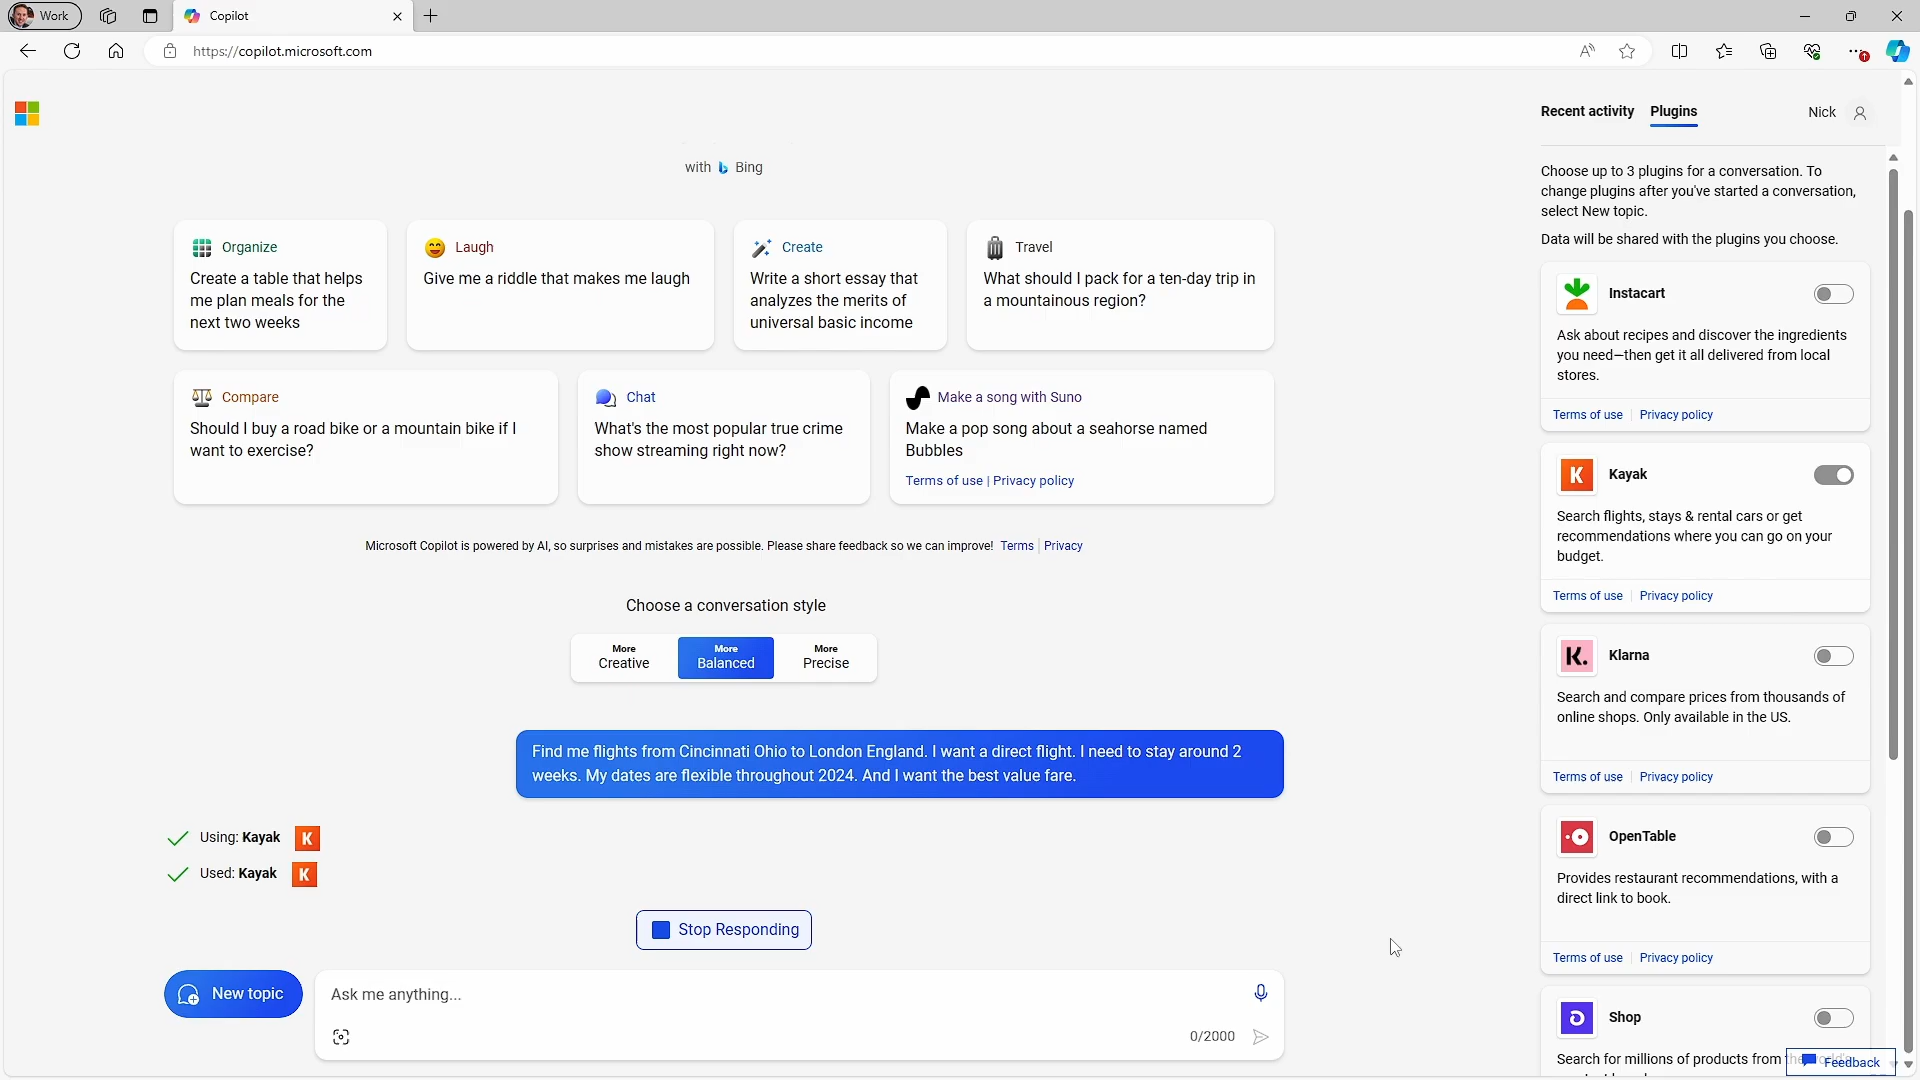 Work
Copilot
https://copilot.microsoft.com
Recent activity
Plugins
Nick
with Bing
Organize
Create a table that helps
me plan meals for the
next two weeks
Laugh
Give me a riddle that makes me laugh
Create
Write a short essay that
analyzes the merits of
universal basic income
Travel
What should I pack for a ten-day trip in
a mountainous region?
Compare
Should I buy a road bike or a mountain bike if I
want to exercise?
Chat
What's the most popular true crime
show streaming right now?
Make a song with Suno
Make a pop song about a seahorse named
Bubbles
Terms of use | Privacy policy
Microsoft Copilot is powered by AI, so surprises and mistakes are possible. Please share feedback so we can improve! Terms | Privacy
Choose a conversation style
More
Creative
More
Balanced
More
Precise
Find me flights from Cincinnati Ohio to London England. I want a direct flight. I need to stay around 2
weeks. My dates are flexible throughout 2024. And I want the best value fare.
Using: Kayak K
Used: Kayak K
Stop Responding
New topic
Ask me anything...
0/2000
Choose up to 3 plugins for a conversation. To
change plugins after you've started a conversation,
select New topic.
Data will be shared with the plugins you choose.
Instacart
Ask about recipes and discover the ingredients
you need—then get it all delivered from local
stores.
Terms of use | Privacy policy
K Kayak
Search flights, stays & rental cars or get
recommendations where you can go on your
budget.
Terms of use | Privacy policy
K. Klarna
Search and compare prices from thousands of
online shops. Only available in the US.
Terms of use | Privacy policy
OpenTable
Provides restaurant recommendations, with a
direct link to book.
Terms of use | Privacy policy
Shop
Search for millions of products from the world's
Feedback